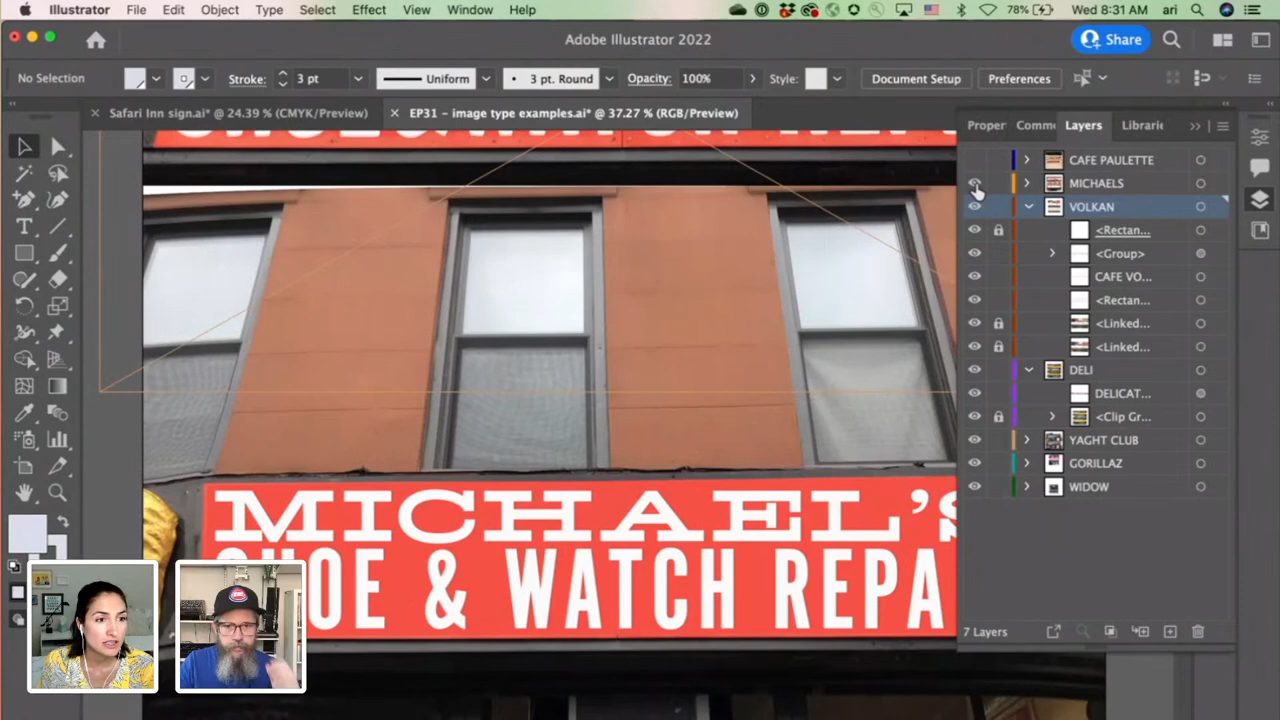 Illustrator File Edit Object Type Select Effect View Window Help 78% Wed 8:31 AM ari
Adobe Illustrator 2022 Share
No Selection Stroke: 3 pt Uniform 3 pt. Round Opacity: 100% Style: Document Setup Preferences
Safari Inn sign.ai* @ 24.39 % (CMYK/Preview) EP31 – image type examples.ai* @ 37.27 % (RGB/Preview)
Proper Comme Layers Librarie
CAFE PAULETTE
MICHAELS
VOLKAN
<Rectan...
<Group>
CAFE VO...
<Rectan...
<Linked...
<Linked...
DELI
DELICAT...
<Clip Gr...
YAGHT CLUB
GORILLAZ
WIDOW
7 Layers
MICHAEL'S
HOE & WATCH REPA